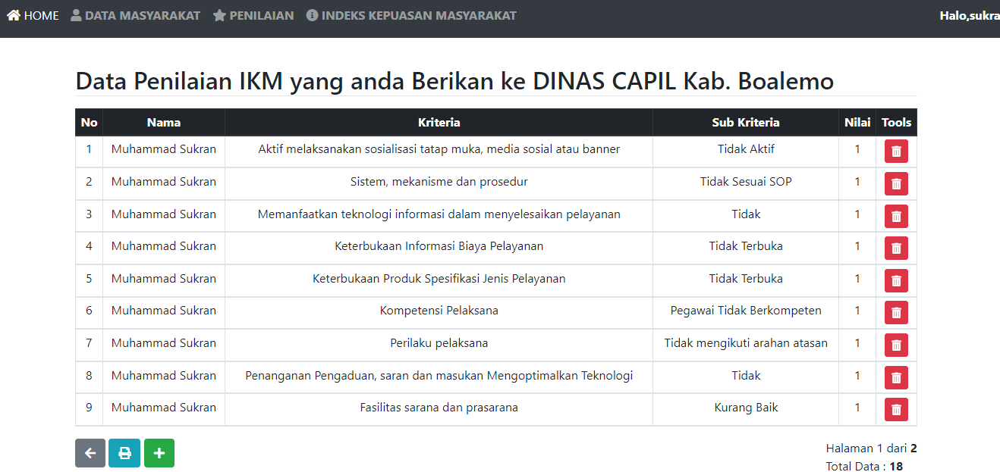 HOME DATA MASYARAKAT PENILAIAN INDEKS KEPUASAN MASYARAKAT Halo,sukra
Data Penilaian IKM yang anda Berikan ke DINAS CAPIL Kab. Boalemo
No Nama Kriteria Sub Kriteria Nilai Tools
1 Muhammad Sukran Aktif melaksanakan sosialisasi tatap muka, media sosial atau banner Tidak Aktif 1
2 Muhammad Sukran Sistem, mekanisme dan prosedur Tidak Sesuai SOP 1
3 Muhammad Sukran Memanfaatkan teknologi informasi dalam menyelesaikan pelayanan Tidak 1
4 Muhammad Sukran Keterbukaan Informasi Biaya Pelayanan Tidak Terbuka 1
5 Muhammad Sukran Keterbukaan Produk Spesifikasi Jenis Pelayanan Tidak Terbuka 1
6 Muhammad Sukran Kompetensi Pelaksana Pegawai Tidak Berkompeten 1
7 Muhammad Sukran Perilaku pelaksana Tidak mengikuti arahan atasan 1
8 Muhammad Sukran Penanganan Pengaduan, saran dan masukan Mengoptimalkan Teknologi Tidak 1
9 Muhammad Sukran Fasilitas sarana dan prasarana Kurang Baik 1
Halaman 1 dari 2
Total Data : 18